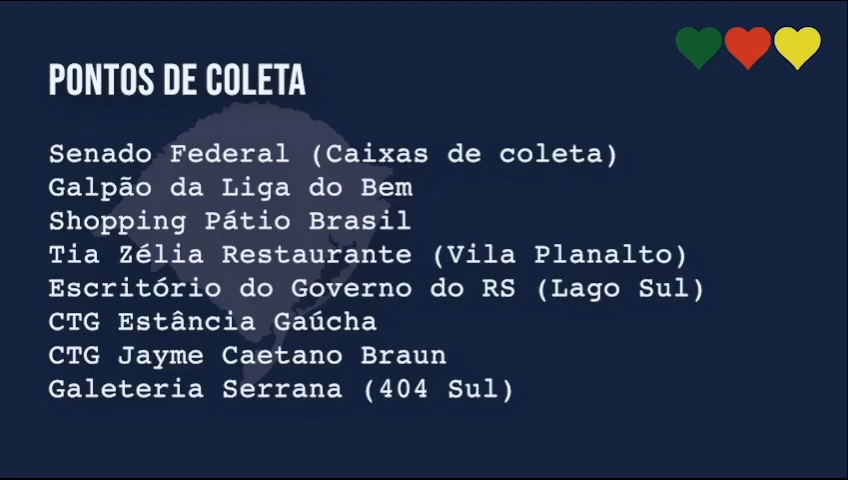 PONTOS DE COLETA
Senado Federal (Caixas de coleta)
Galpão da Liga do Bem
Shopping Pátio Brasil
Tia Zélia Restaurante (Vila Planalto)
Escritório do Governo do RS (Lago Sul)
CTG Estância Gaúcha
CTG Jayme Caetano Braun
Galeteria Serrana (404 Sul)